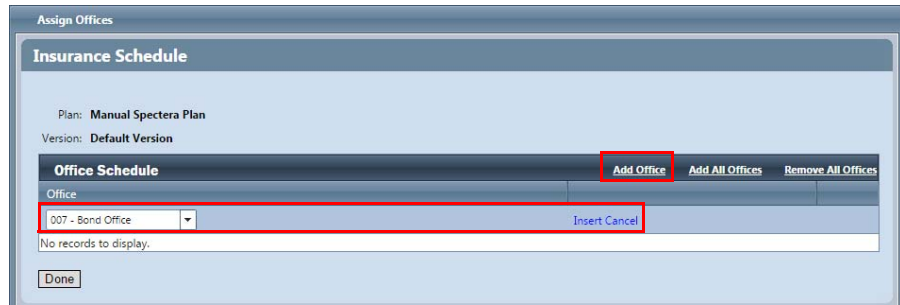 Assign Offices
Insurance Schedule
Plan: Manual Spectera Plan
Version: Default Version
Office Schedule Add Office Add All Offices Remove All Offices
Office
007 - Bond Office Insert Cancel
No records to display.
Done